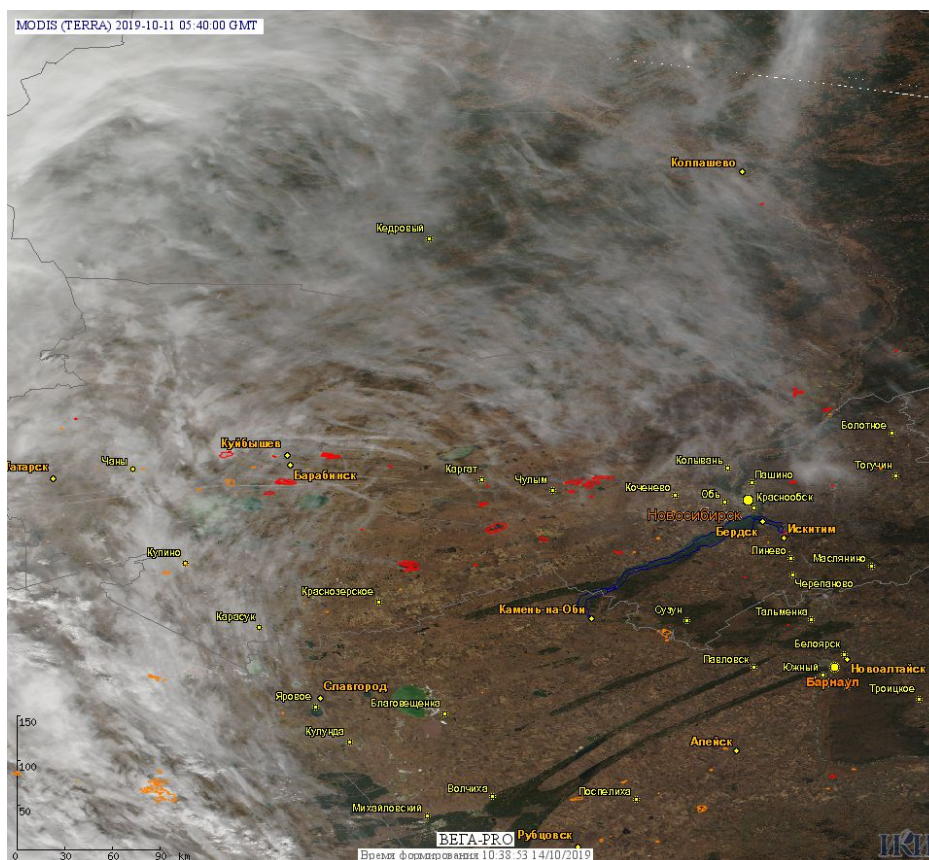 MODIS (TERRA) 2019-10-11 05:40:00 GMT
Колпашево
Кедровый
Болотное
Куйбышев
Татарск
Чаны
Барабинск
Каргат
Чулым
Колывань
Тогучин
Пашино
Коченево
Обь
Краснообск
Новосибирск
Бердск
Искитим
Купино
Линево
Маслянино
Черепаново
Краснозерское
Карасук
Камень-на-Оби
Сузун
Тальменка
Белоярск
Павловск
Южный
Новоалтайск
Барнаул
Троицкое
Славгород
Яровое
Благовещенка
Кулунда
Алейск
150
100
50
Волчиха
Поспелиха
Михайловский
Рубцовск
ВЕГА-PRO
0 30 60 90 km
Время формирования 10:38:53 14/10/2019
ИКИ